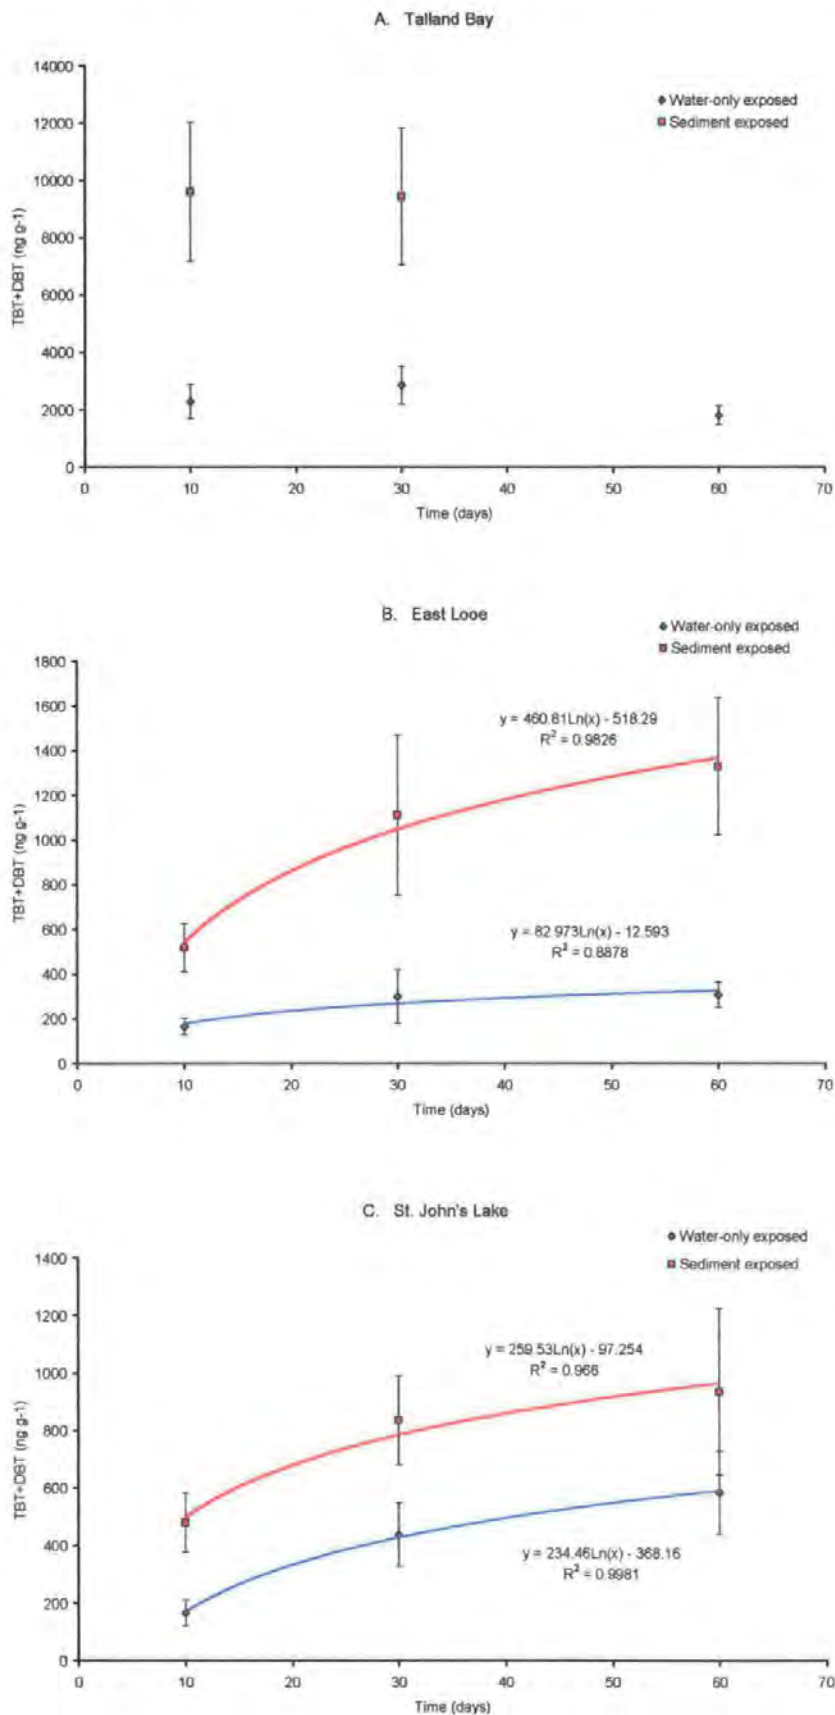 A. Talland Bay
14000
12000
10000
8000
6000
4000
2000
0
TBT+DBT (ng g-1)
Water-only exposed
Sediment exposed
0 10 20 30 40 50 60 70
Time (days)
B. East Looe
Water-only exposed
Sediment exposed
1800
1600
1400
1200
1000
800
600
400
200
0
TBT+DBT (ng g-1)
y = 460.81Ln(x) - 518.29
R² = 0.9826
y = 82.973Ln(x) - 12.593
R² = 0.8878
0 10 20 30 40 50 60 70
Time (days)
C. St. John's Lake
Water-only exposed
Sediment exposed
1400
1200
1000
800
600
400
200
0
TBT+DBT (ng g-1)
y = 259.53Ln(x) - 97.254
R² = 0.966
y = 234.46Ln(x) - 368.16
R² = 0.9981
0 10 20 30 40 50 60 70
Time (days)